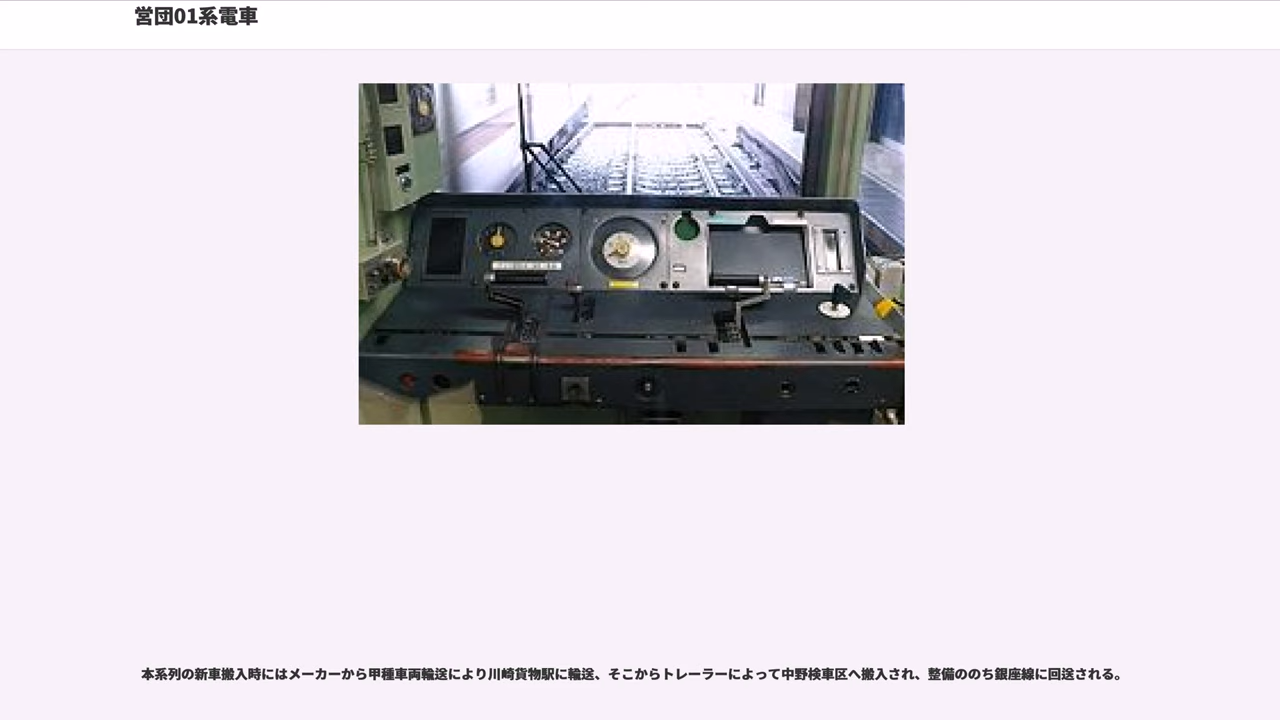 営団01系電車
本系列の新車搬入時にはメーカーから甲種車両輸送により川崎貨物駅に輸送、そこからトレーラーによって中野検車区へ搬入され、整備ののち銀座線に回送される。